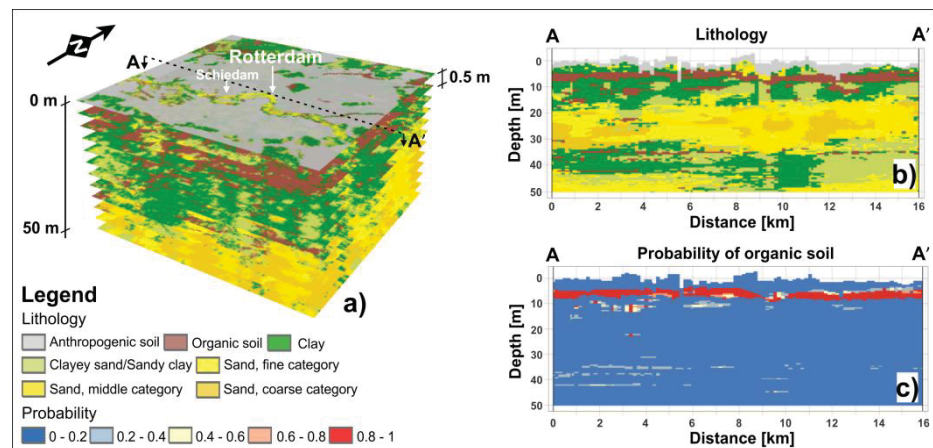 N
A
Rotterdam
Schiedam
0.5 m
0 m
A'
50 m
a)
Legend
Lithology
Anthropogenic soil
Organic soil
Clay
Clayey sand/Sandy clay
Sand, fine category
Sand, middle category
Sand, coarse category
Probability
0 - 0.2
0.2 - 0.4
0.4 - 0.6
0.6 - 0.8
0.8 - 1
A
Lithology
A'
Depth [m]
0
10
20
30
40
50
b)
0 2 4 6 8 10 12 14 16
Distance [km]
A
Probability of organic soil
A'
Depth [m]
0
10
20
30
40
50
c)
0 2 4 6 8 10 12 14 16
Distance [km]